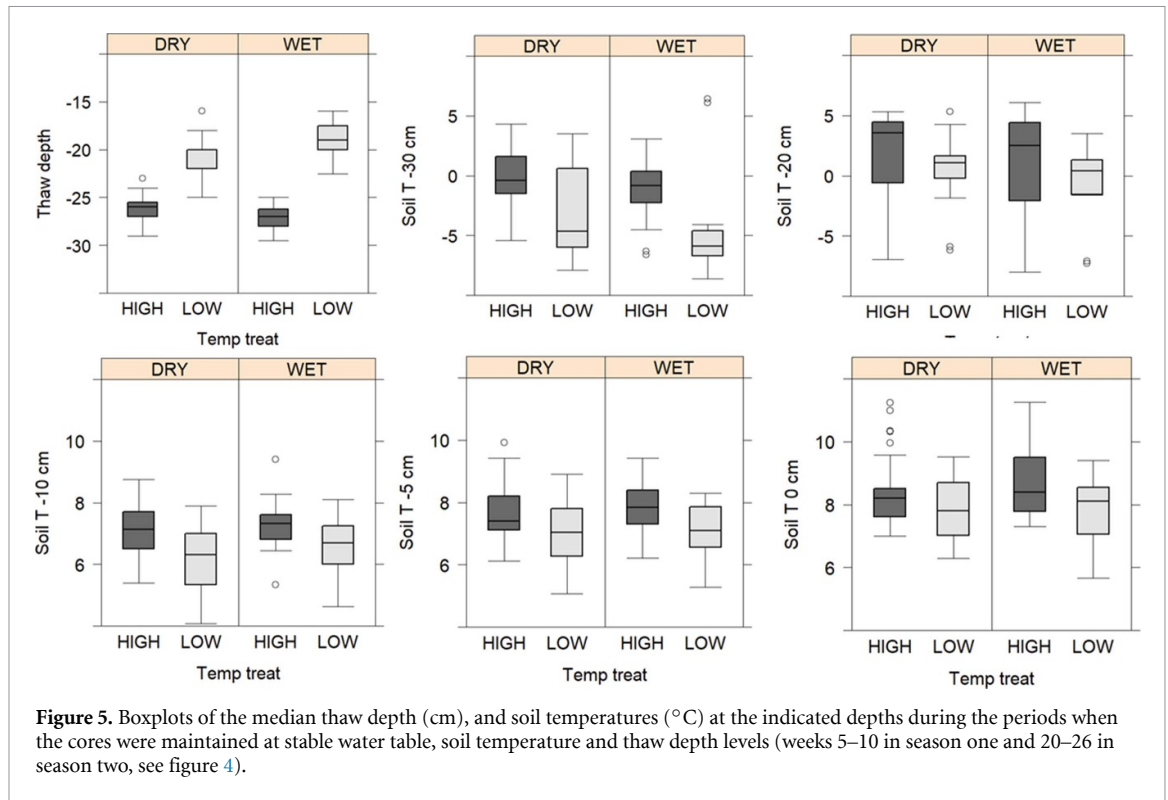 DRY WET
Thaw depth
-15
-20
-25
-30
HIGH LOW HIGH LOW
Temp treat
DRY WET
Soil T -30 cm
5
0
-5
HIGH LOW HIGH LOW
DRY WET
Soil T -20 cm
5
0
-5
HIGH LOW HIGH LOW
DRY WET
Soil T -10 cm
10
8
6
HIGH LOW HIGH LOW
Temp treat
DRY WET
Soil T -5 cm
10
8
6
HIGH LOW HIGH LOW
Temp treat
DRY WET
Soil T 0 cm
10
8
6
HIGH LOW HIGH LOW
Temp treat
Figure 5. Boxplots of the median thaw depth (cm), and soil temperatures (°C) at the indicated depths during the periods when
the cores were maintained at stable water table, soil temperature and thaw depth levels (weeks 5–10 in season one and 20–26 in
season two, see figure 4).